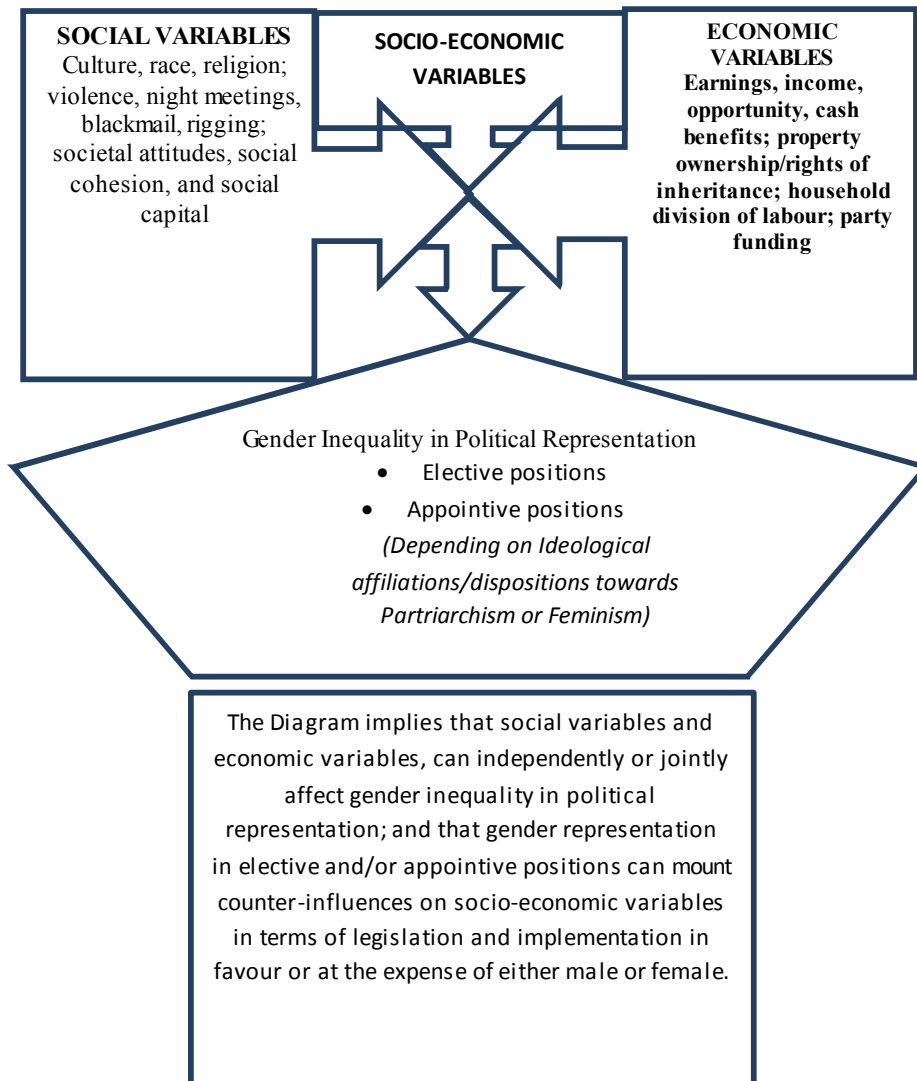 SOCIAL VARIABLES
Culture, race, religion;
violence, night meetings,
blackmail, rigging;
societal attitudes, social
cohesion, and social
capital
SOCIO-ECONOMIC
VARIABLES
ECONOMIC
VARIABLES
Earnings, income,
opportunity, cash
benefits; property
ownership/rights of
inheritance; household
division of labour; party
funding
Gender Inequality in Political Representation
• Elective positions
• Appointive positions
(Depending on Ideological
affiliations/dispositions towards
Partriarchism or Feminism)
The Diagram implies that social variables and
economic variables, can independently or jointly
affect gender inequality in political
representation; and that gender representation
in elective and/or appointive positions can mount
counter-influences on socio-economic variables
in terms of legislation and implementation in
favour or at the expense of either male or female.